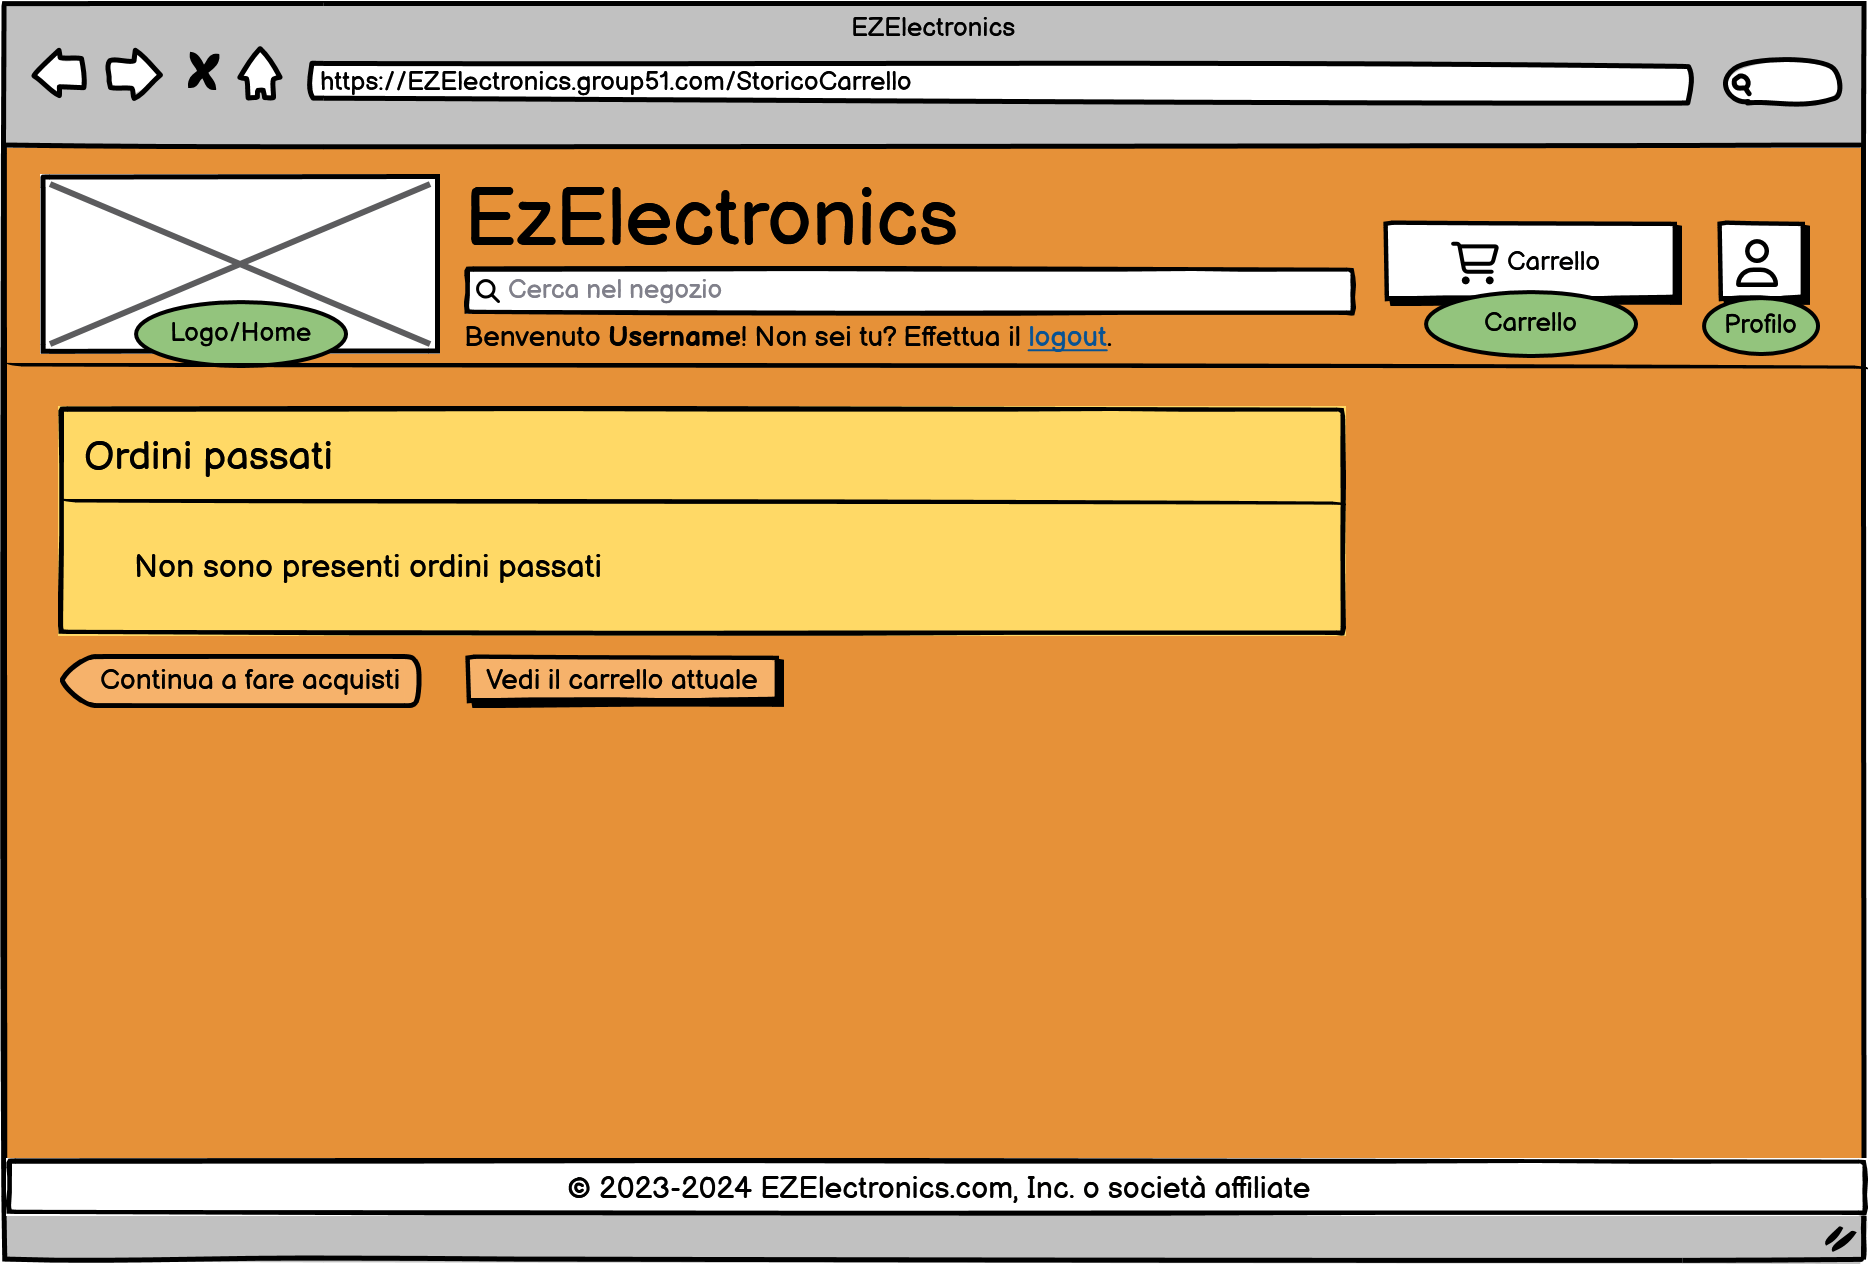 EZElectronics
https://EZElectronics.group51.com/StoricoCarrello
EzElectronics
Cerca nel negozio
Benvenuto Username! Non sei tu? Effettua il logout.
Logo/Home
Carrello
Carrello
Profilo
Ordini passati
Non sono presenti ordini passati
Continua a fare acquisti
Vedi il carrello attuale
© 2023-2024 EZElectronics.com, Inc. o società affiliate